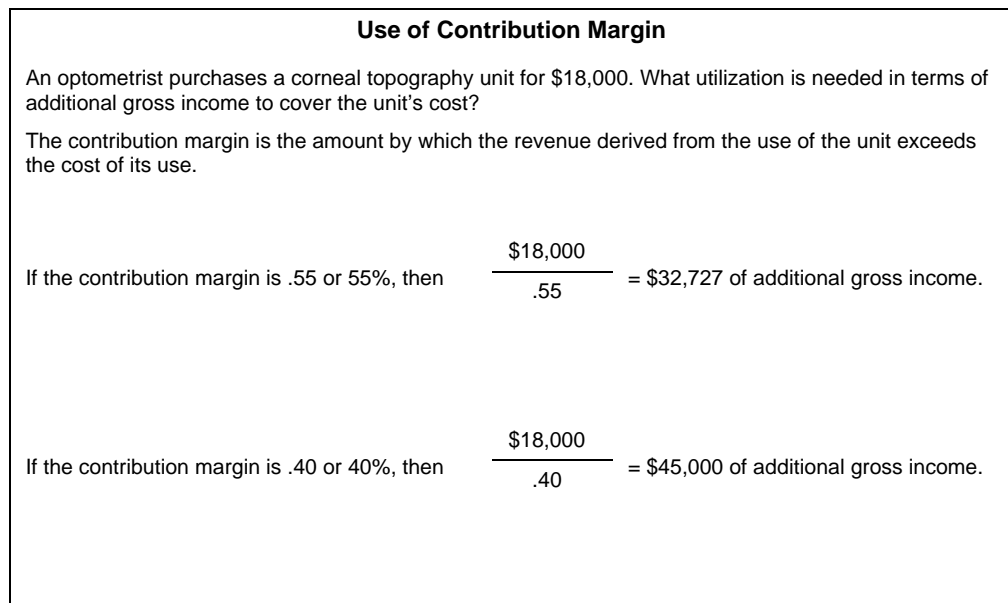 Use of Contribution Margin
An optometrist purchases a corneal topography unit for $18,000. What utilization is needed in terms of
additional gross income to cover the unit’s cost?
The contribution margin is the amount by which the revenue derived from the use of the unit exceeds
the cost of its use.
$18,000
If the contribution margin is .55 or 55%, then = $32,727 of additional gross income.
.55
$18,000
If the contribution margin is .40 or 40%, then = $45,000 of additional gross income.
.40